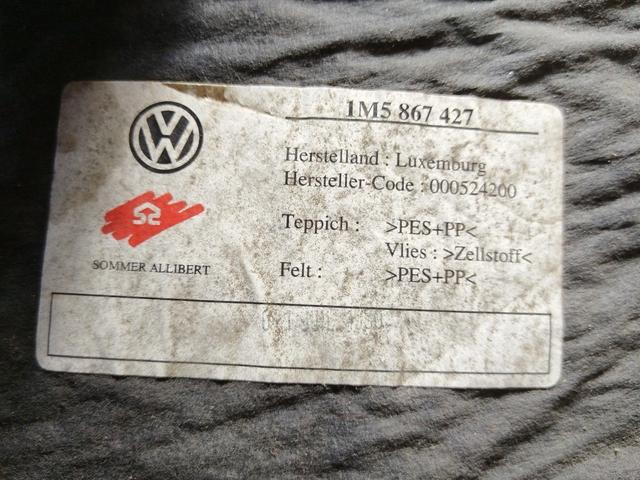 1M5 867 427
Herstelland : Luxemburg
Hersteller-Code : 000524200
Teppich : >PES+PP<
Vlies : >Zellstoff<
Felt : >PES+PP<
SOMMER ALLIBERT